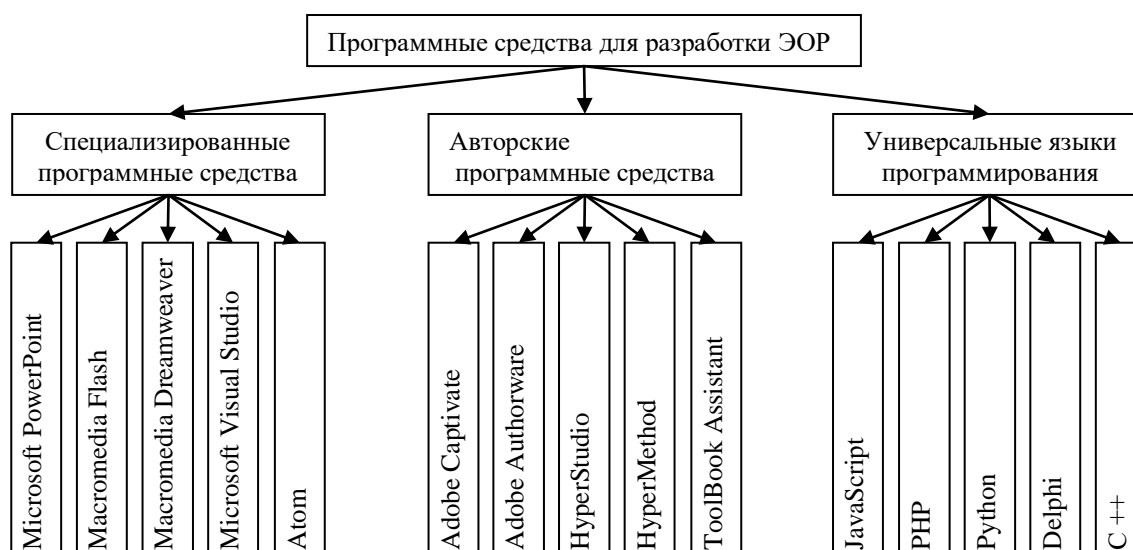 Программные средства для разработки ЭОР
Специализированные
программные средства
Авторские
программные средства
Универсальные языки
программирования
Microsoft PowerPoint
Macromedia Flash
Macromedia Dreamweaver
Microsoft Visual Studio
Atom
Adobe Captivate
Adobe Authorware
HyperStudio
HyperMethod
ToolBook Assistant
JavaScript
PHP
Python
Delphi
C ++